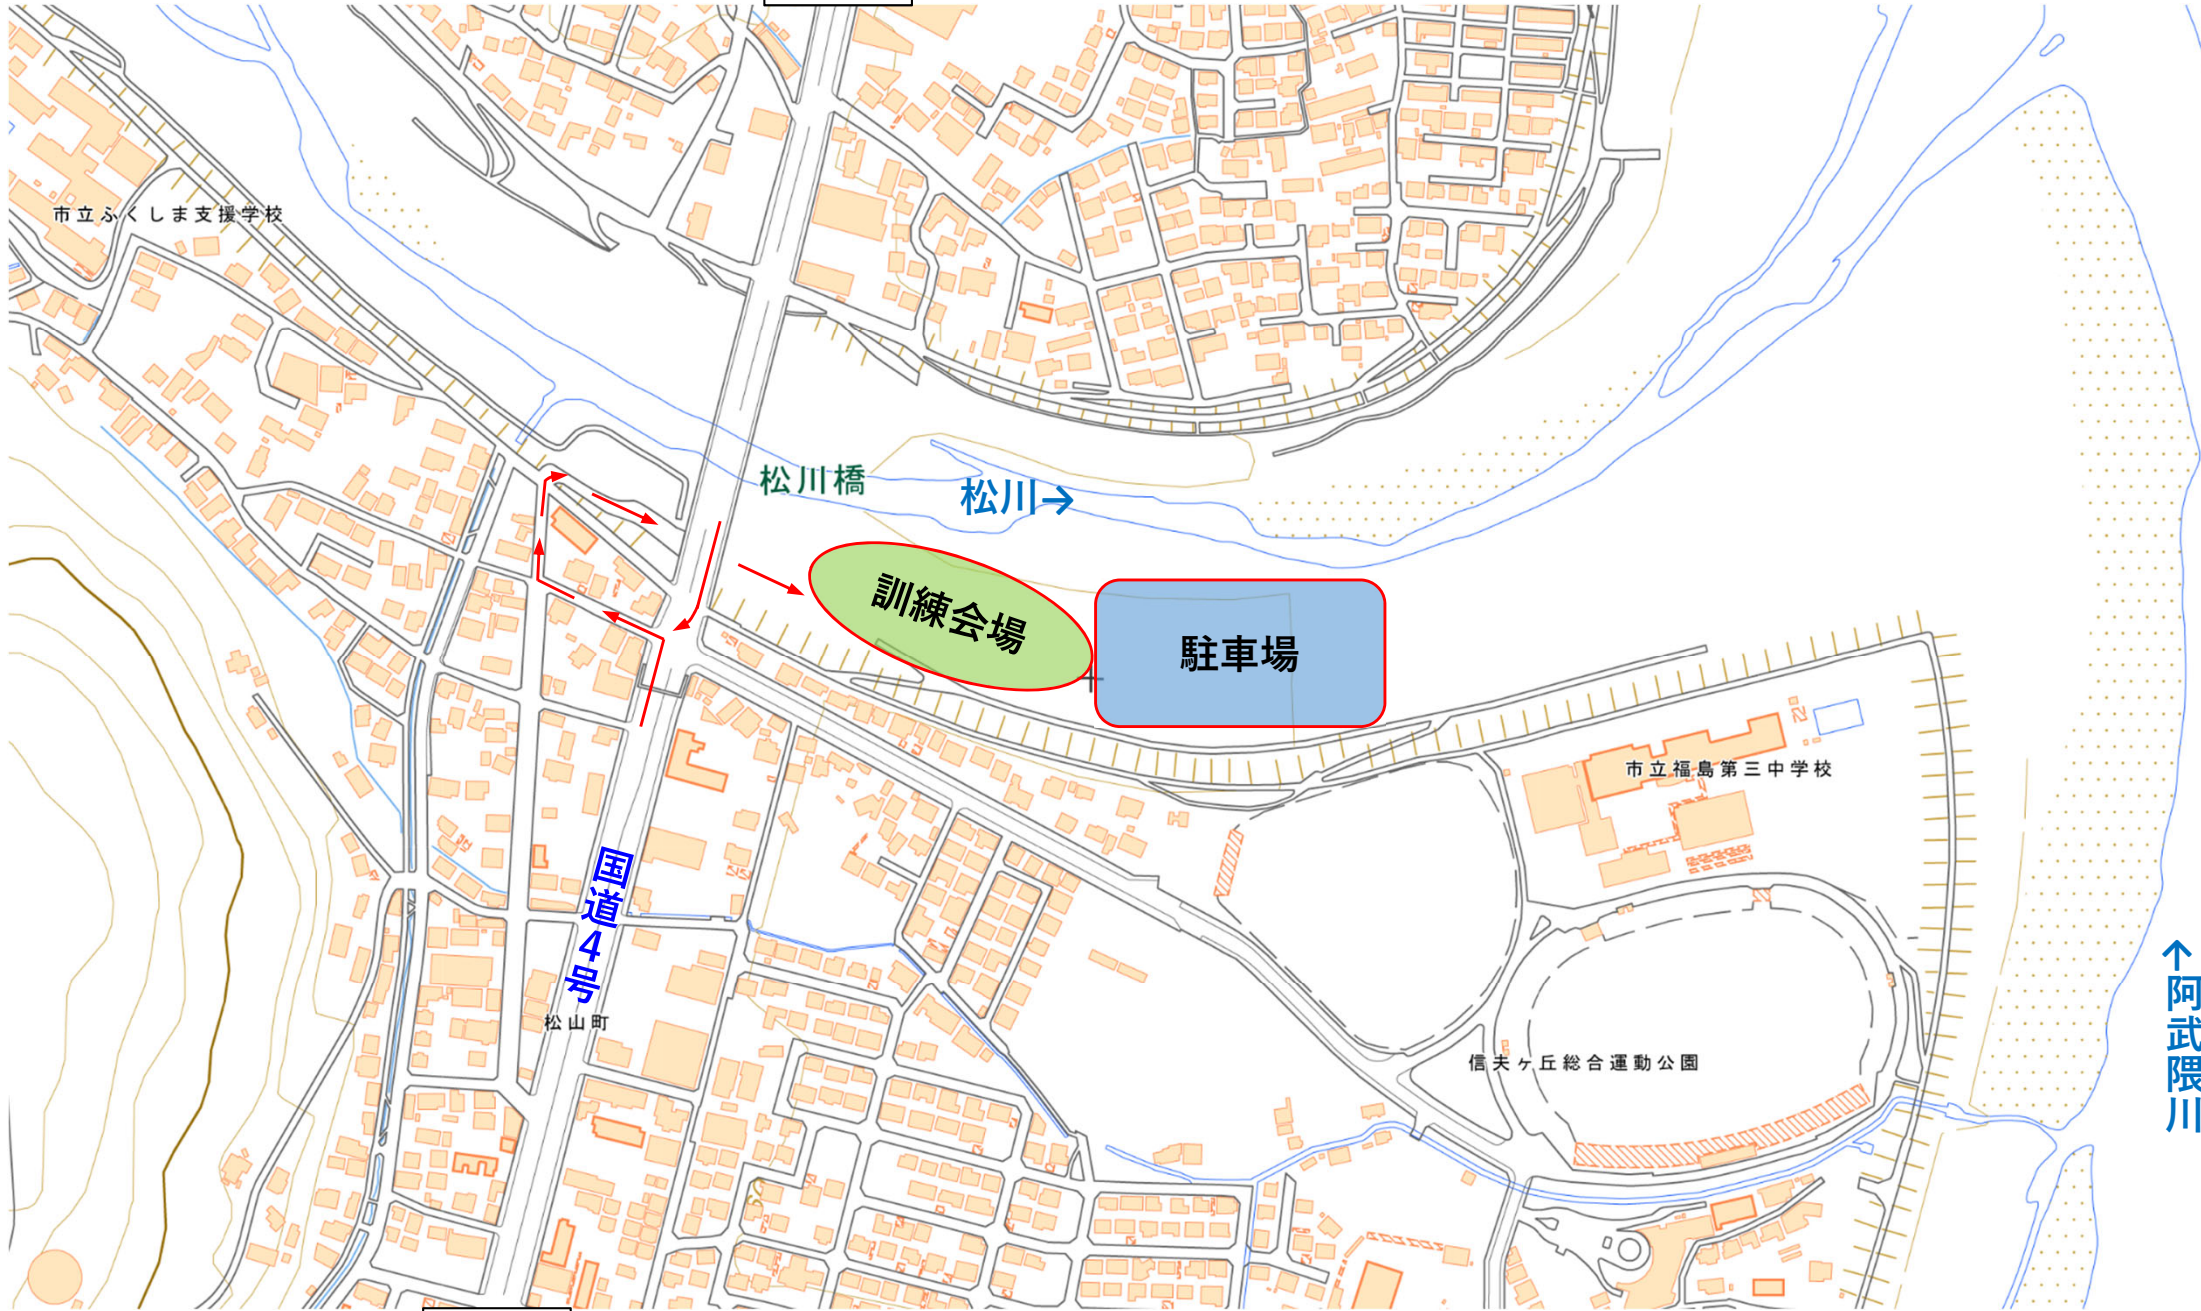 市立ふくしま支援学校
松川橋
松川→
訓練会場
駐車場
市立福島第三中学校
国道4号
松山町
信夫ヶ丘総合運動公園
↑阿武隈川